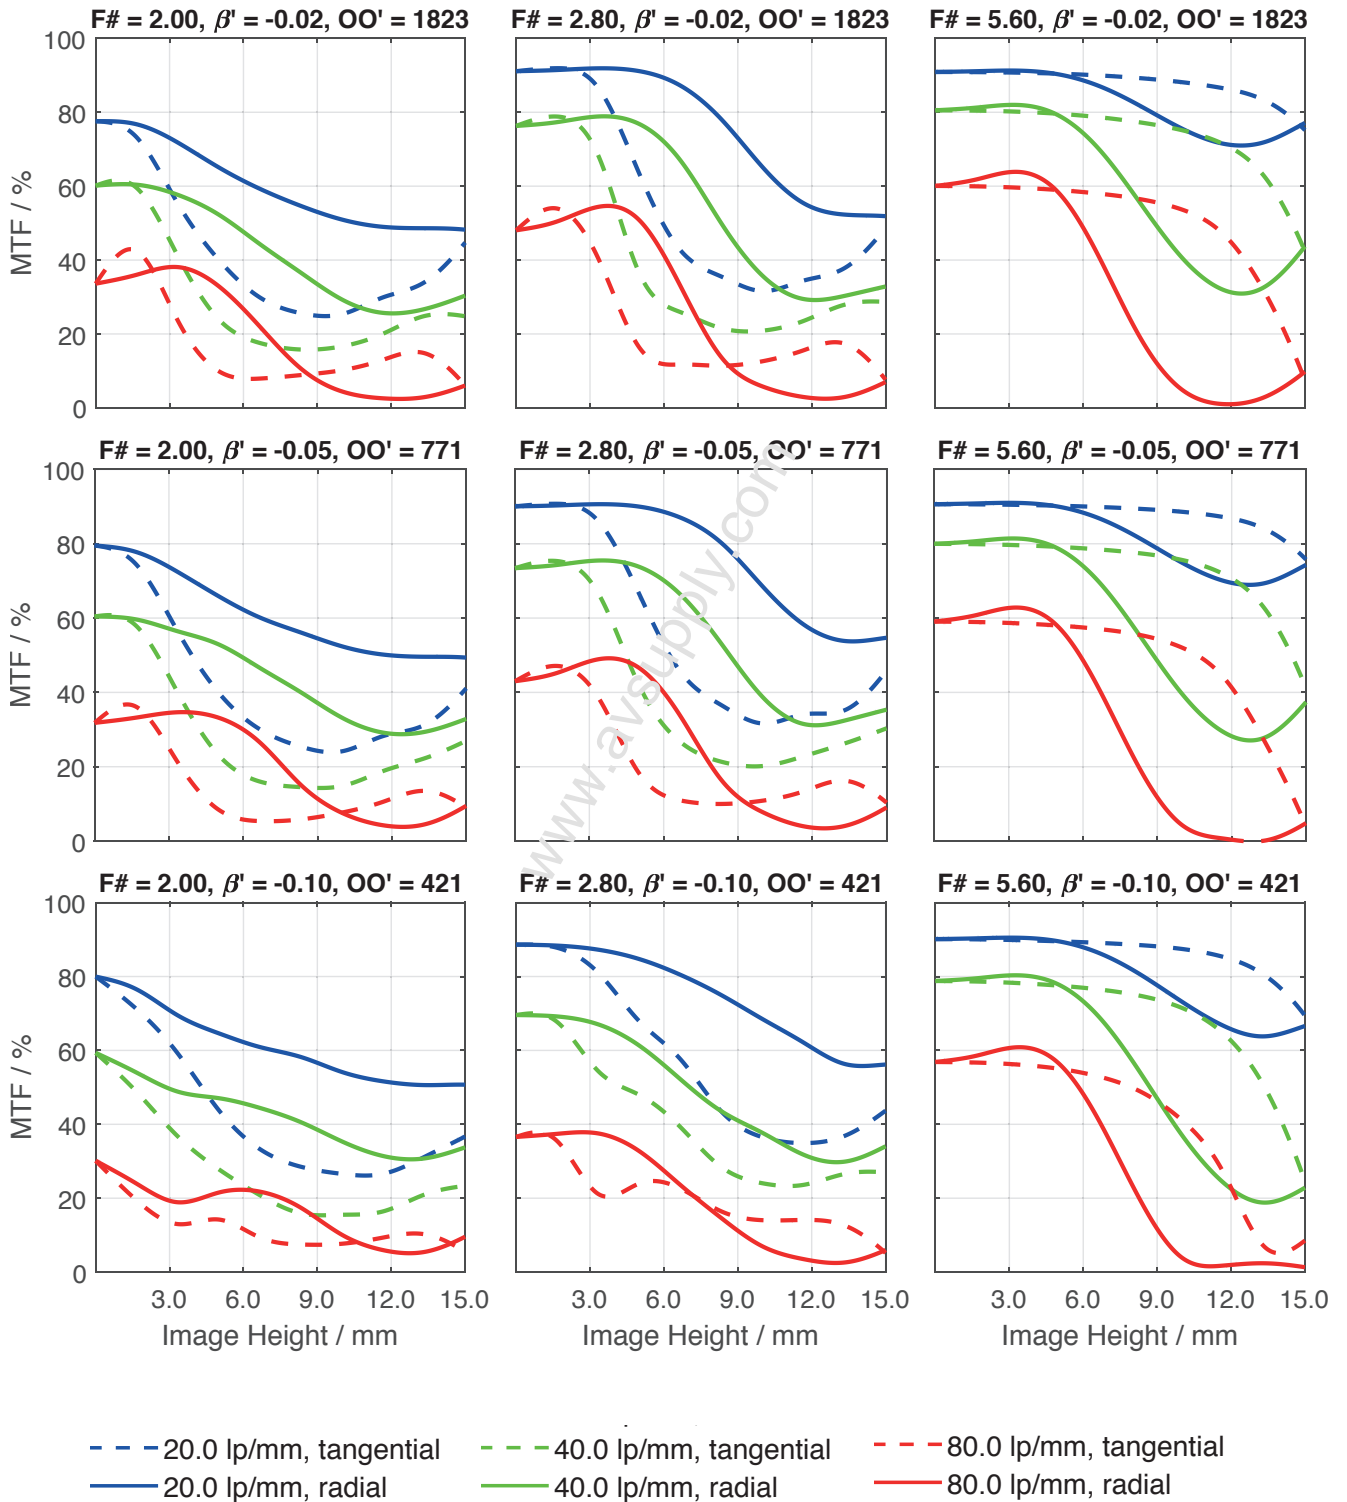 F# = 2.00, β' = -0.02, OO' = 1823
F# = 2.80, β' = -0.02, OO' = 1823
F# = 5.60, β' = -0.02, OO' = 1823
100
80
60
40
20
0
MTF / %
F# = 2.00, β' = -0.05, OO' = 771
F# = 2.80, β' = -0.05, OO' = 771
F# = 5.60, β' = -0.05, OO' = 771
100
80
60
40
20
0
MTF / %
www.avsupply.com
F# = 2.00, β' = -0.10, OO' = 421
F# = 2.80, β' = -0.10, OO' = 421
F# = 5.60, β' = -0.10, OO' = 421
100
80
60
40
20
0
MTF / %
3.0 6.0 9.0 12.0 15.0
3.0 6.0 9.0 12.0 15.0
3.0 6.0 9.0 12.0 15.0
Image Height / mm
Image Height / mm
Image Height / mm
20.0 lp/mm, tangential
40.0 lp/mm, tangential
80.0 lp/mm, tangential
20.0 lp/mm, radial
40.0 lp/mm, radial
80.0 lp/mm, radial